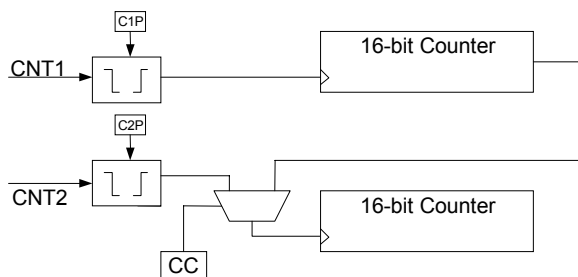 C1P
16-bit Counter
CNT1
C2P
CNT2
16-bit Counter
CC